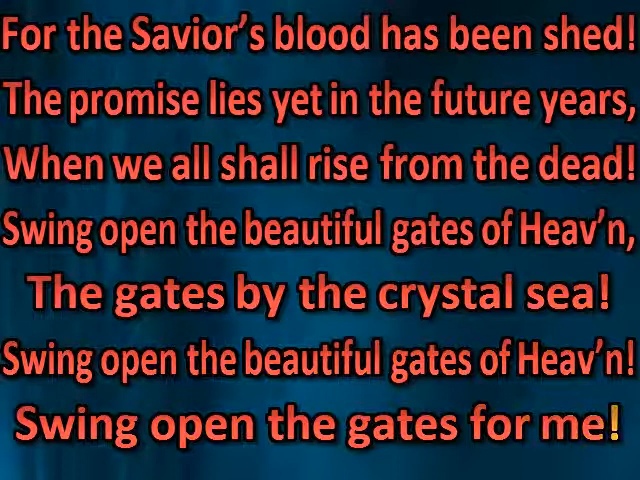 For the Savior’s blood has been shed!
The promise lies yet in the future years,
When we all shall rise from the dead!
Swing open the beautiful gates of Heav’n,
The gates by the crystal sea!
Swing open the beautiful gates of Heav’n!
Swing open the gates for me!